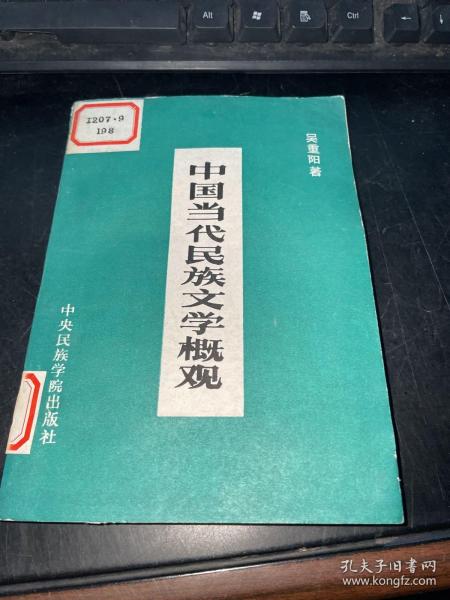 Alt
Ctrl
I207·9
198
吴重阳著
中国当代民族文学概观
中央民族学院出版社
孔夫子旧书网
www.kongfz.com